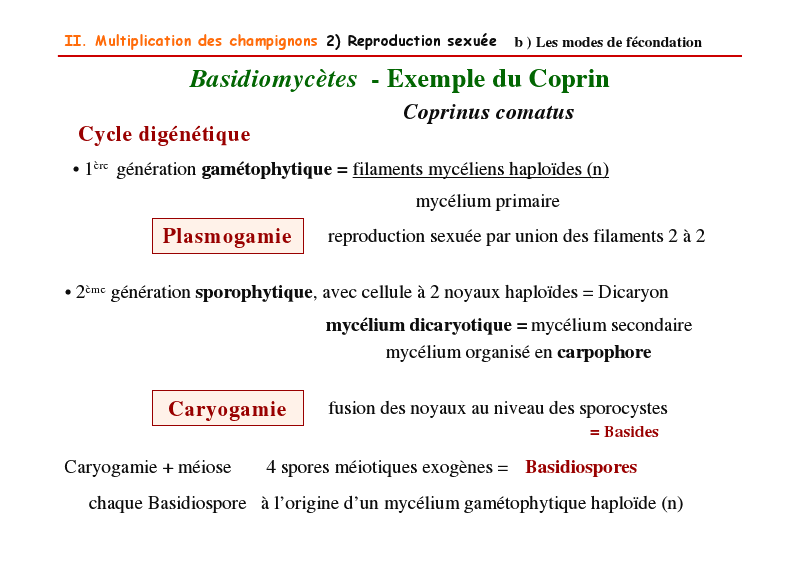 II. Multiplication des champignons 2) Reproduction sexuée b ) Les modes de fécondation
Basidiomycètes - Exemple du Coprin
Coprinus comatus
Cycle digénétique
• 1ère génération gamétophytique = filaments mycéliens haploïdes (n)
mycélium primaire
Plasmogamie reproduction sexuée par union des filaments 2 à 2
• 2ème génération sporophytique, avec cellule à 2 noyaux haploïdes = Dicaryon
mycélium dicaryotique = mycélium secondaire
mycélium organisé en carpophore
Caryogamie fusion des noyaux au niveau des sporocystes
= Basides
Caryogamie + méiose 4 spores méiotiques exogènes = Basidiospores
chaque Basidiospore à l’origine d’un mycélium gamétophytique haploïde (n)